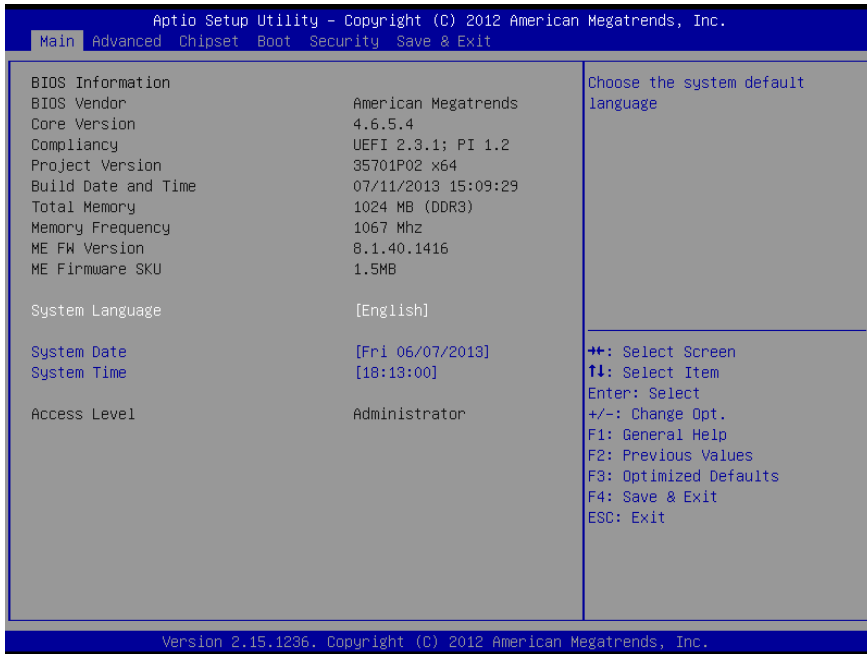 Aptio Setup Utility – Copyright (C) 2012 American Megatrends, Inc.
Main Advanced Chipset Boot Security Save & Exit
BIOS Information
BIOS Vendor American Megatrends
Core Version 4.6.5.4
Compliancy UEFI 2.3.1; PI 1.2
Project Version 35701P02 x64
Build Date and Time 07/11/2013 15:09:29
Total Memory 1024 MB (DDR3)
Memory Frequency 1067 Mhz
ME FW Version 8.1.40.1416
ME Firmware SKU 1.5MB
System Language [English]
System Date [Fri 06/07/2013]
System Time [18:13:00]
Access Level Administrator
Choose the system default
language
→←: Select Screen
↑↓: Select Item
Enter: Select
+/-: Change Opt.
F1: General Help
F2: Previous Values
F3: Optimized Defaults
F4: Save & Exit
ESC: Exit
Version 2.15.1236. Copyright (C) 2012 American Megatrends, Inc.